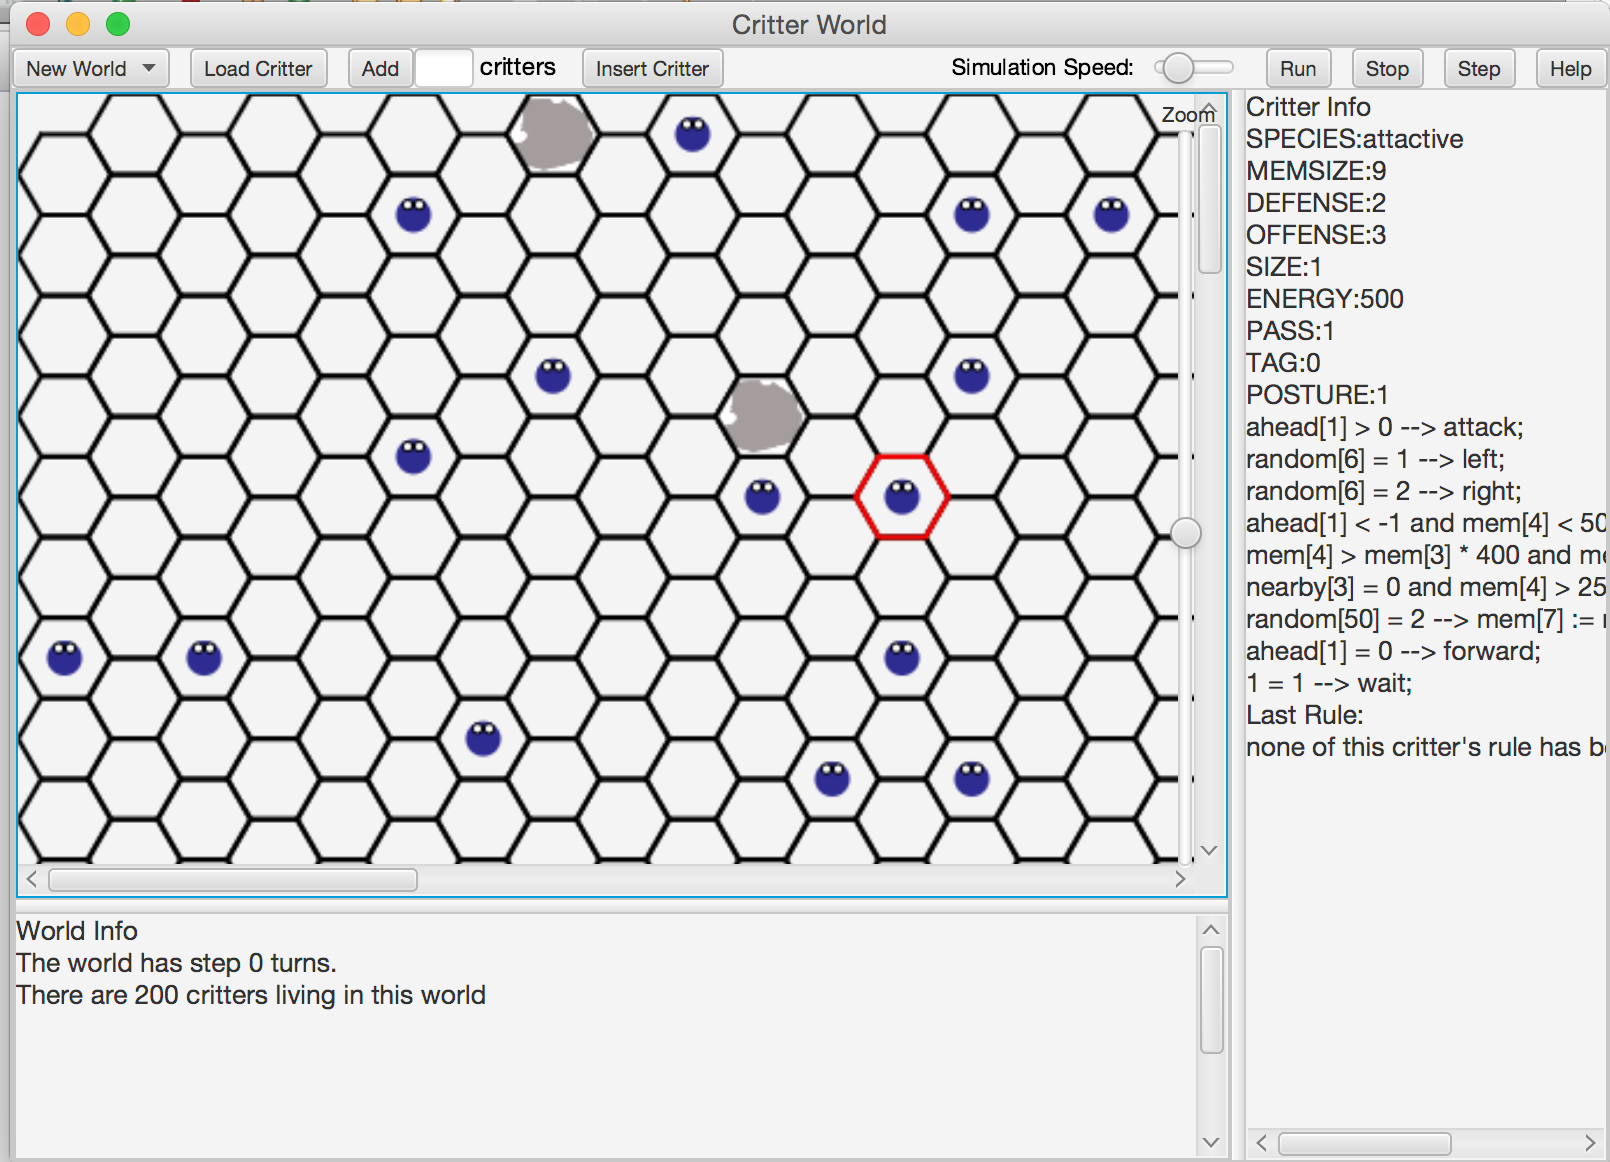 Critter World
New World Load Critter Add critters Insert Critter Simulation Speed: Run Stop Step Help
Zoom
Critter Info
SPECIES:attactive
MEMSIZE:9
DEFENSE:2
OFFENSE:3
SIZE:1
ENERGY:500
PASS:1
TAG:0
POSTURE:1
ahead[1] > 0 --> attack;
random[6] = 1 --> left;
random[6] = 2 --> right;
ahead[1] < -1 and mem[4] < 50
mem[4] > mem[3] * 400 and me
nearby[3] = 0 and mem[4] > 25
random[50] = 2 --> mem[7] :=
ahead[1] = 0 --> forward;
1 = 1 --> wait;
Last Rule:
none of this critter's rule has b
World Info
The world has step 0 turns.
There are 200 critters living in this world